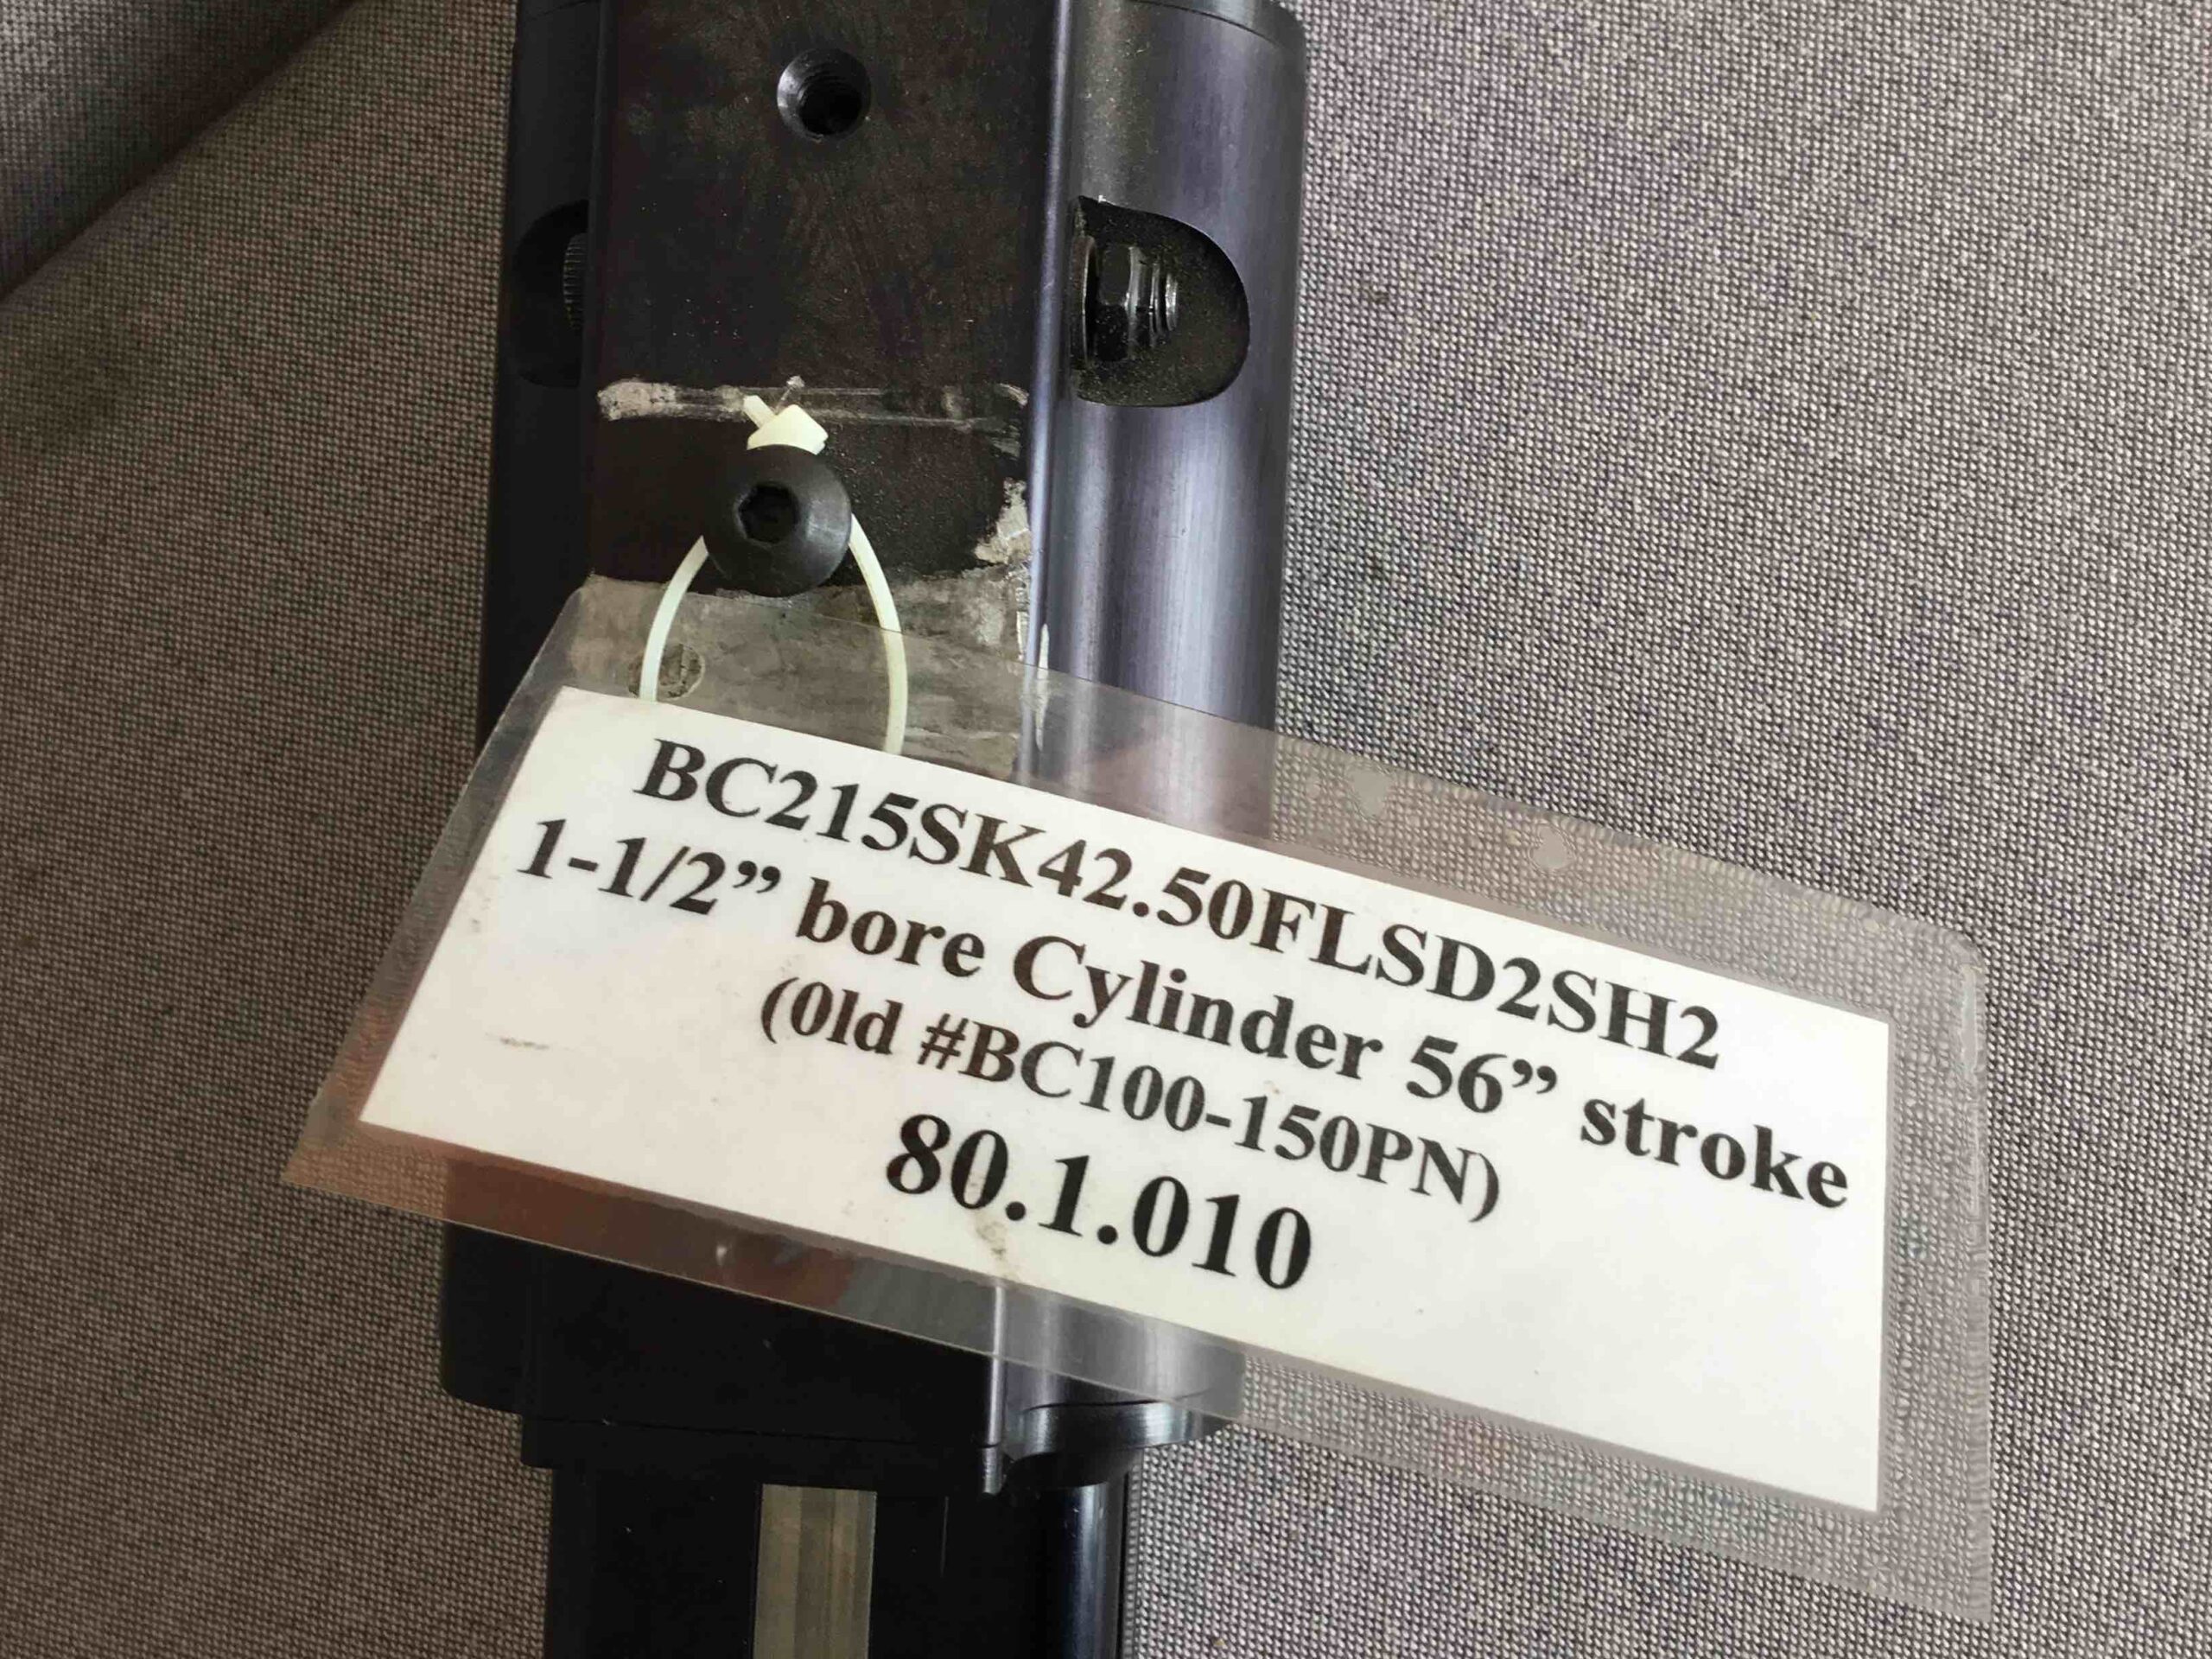 BC215SK42.50FLSD2SH2
1-1/2” bore Cylinder 56” stroke
(0ld #BC100-150PN)
80.1.010